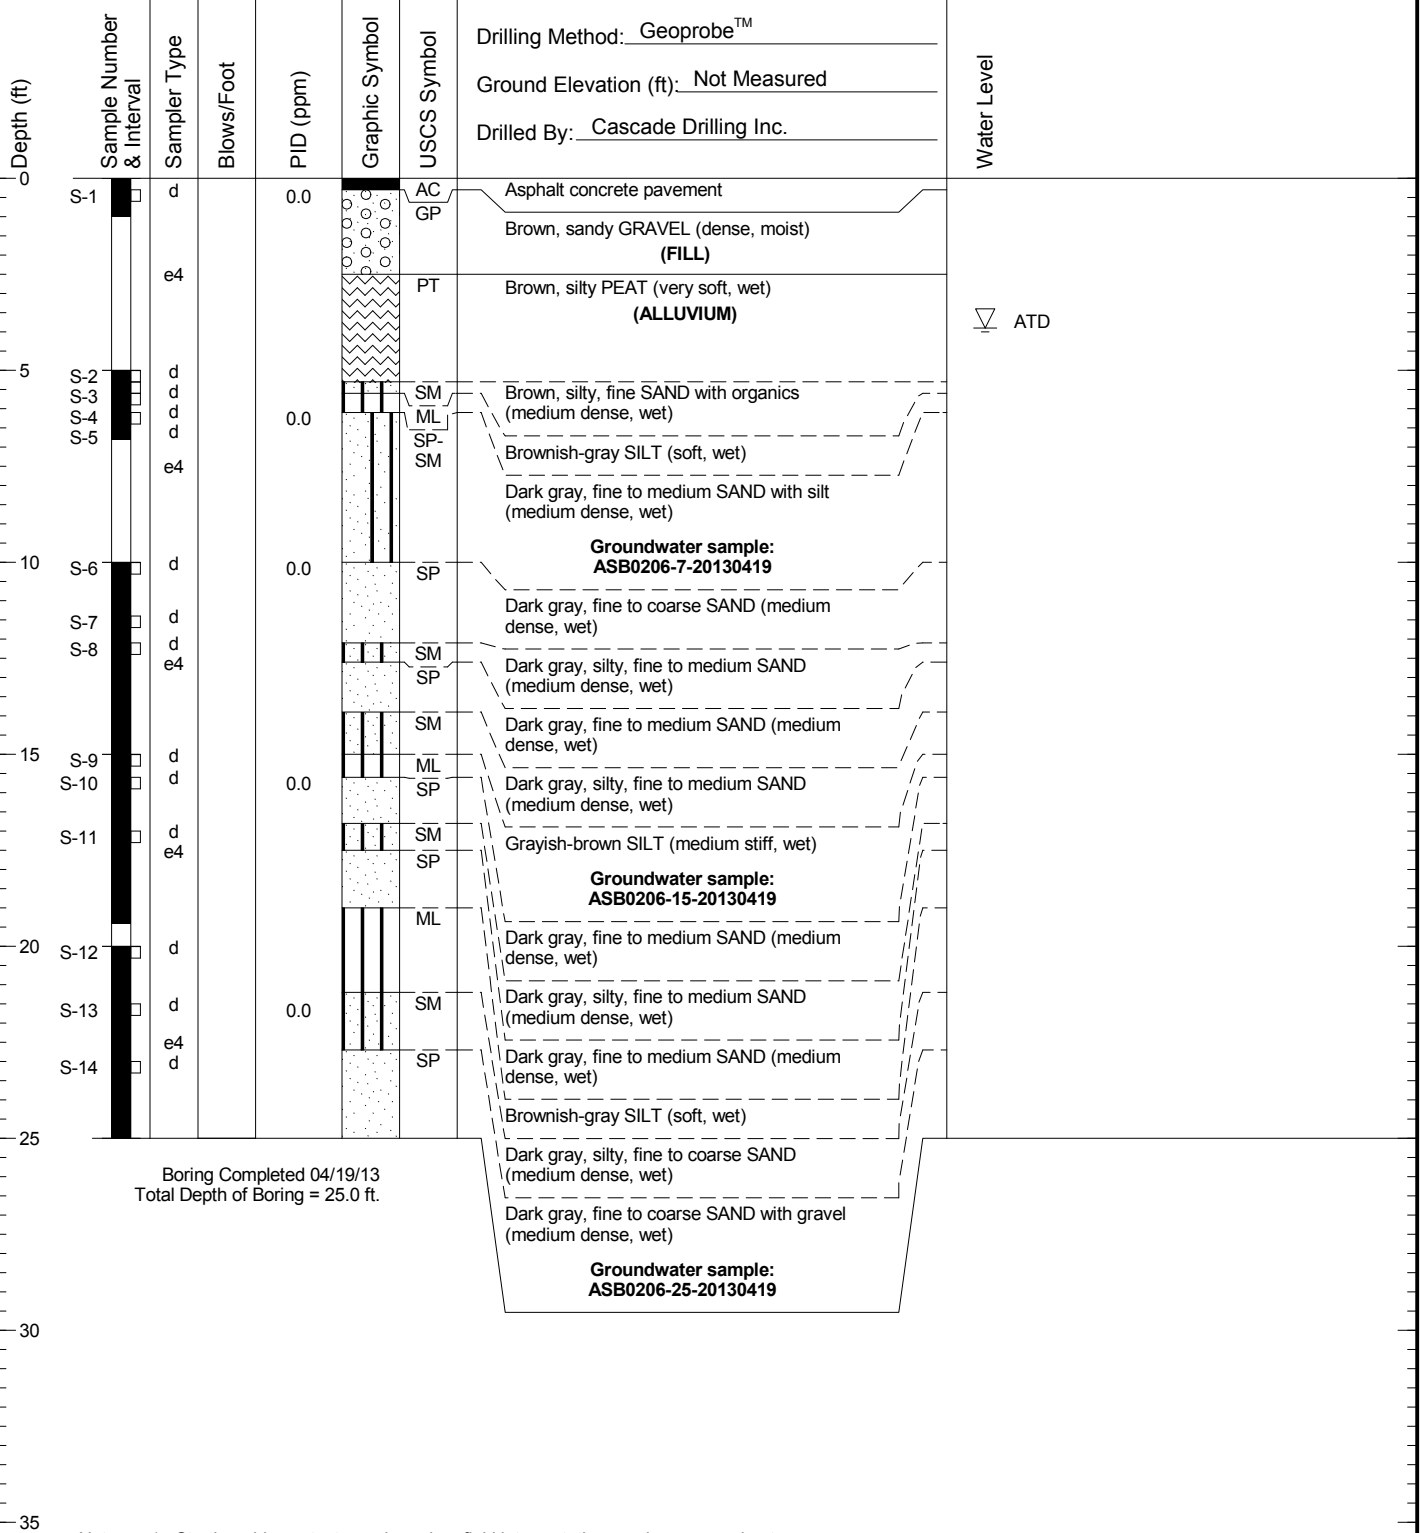 Depth (ft)
Sample Number
& Interval
Sampler Type
Blows/Foot
PID (ppm)
Graphic Symbol
USCS Symbol
Drilling Method: Geoprobe™
Ground Elevation (ft): Not Measured
Drilled By: Cascade Drilling Inc.
Water Level
0
S-1 d 0.0 AC Asphalt concrete pavement
GP
Brown, sandy GRAVEL (dense, moist)
(FILL)
e4
PT Brown, silty PEAT (very soft, wet)
(ALLUVIUM)
ATD
5
S-2 d
S-3 d SM Brown, silty, fine SAND with organics
(medium dense, wet)
S-4 d 0.0 ML
S-5 d SP-
SM
Brownish-gray SILT (soft, wet)
e4
Dark gray, fine to medium SAND with silt
(medium dense, wet)
Groundwater sample:
ASB0206-7-20130419
10
S-6 d 0.0 SP
Dark gray, fine to coarse SAND (medium
dense, wet)
S-7 d
S-8 d
SM
e4
Dark gray, silty, fine to medium SAND
(medium dense, wet)
SP
SM Dark gray, fine to medium SAND (medium
dense, wet)
15
S-9 d ML
S-10 d 0.0 SP
Dark gray, silty, fine to medium SAND
(medium dense, wet)
S-11 d SM
Grayish-brown SILT (medium stiff, wet)
e4
SP
Groundwater sample:
ASB0206-15-20130419
ML
20
S-12 d
Dark gray, fine to medium SAND (medium
dense, wet)
S-13 d 0.0 SM
Dark gray, silty, fine to medium SAND
(medium dense, wet)
e4
S-14 d SP
Dark gray, fine to medium SAND (medium
dense, wet)
Brownish-gray SILT (soft, wet)
25
Dark gray, silty, fine to coarse SAND
(medium dense, wet)
Boring Completed 04/19/13
Total Depth of Boring = 25.0 ft.
Dark gray, fine to coarse SAND with gravel
(medium dense, wet)
Groundwater sample:
ASB0206-25-20130419
30
35